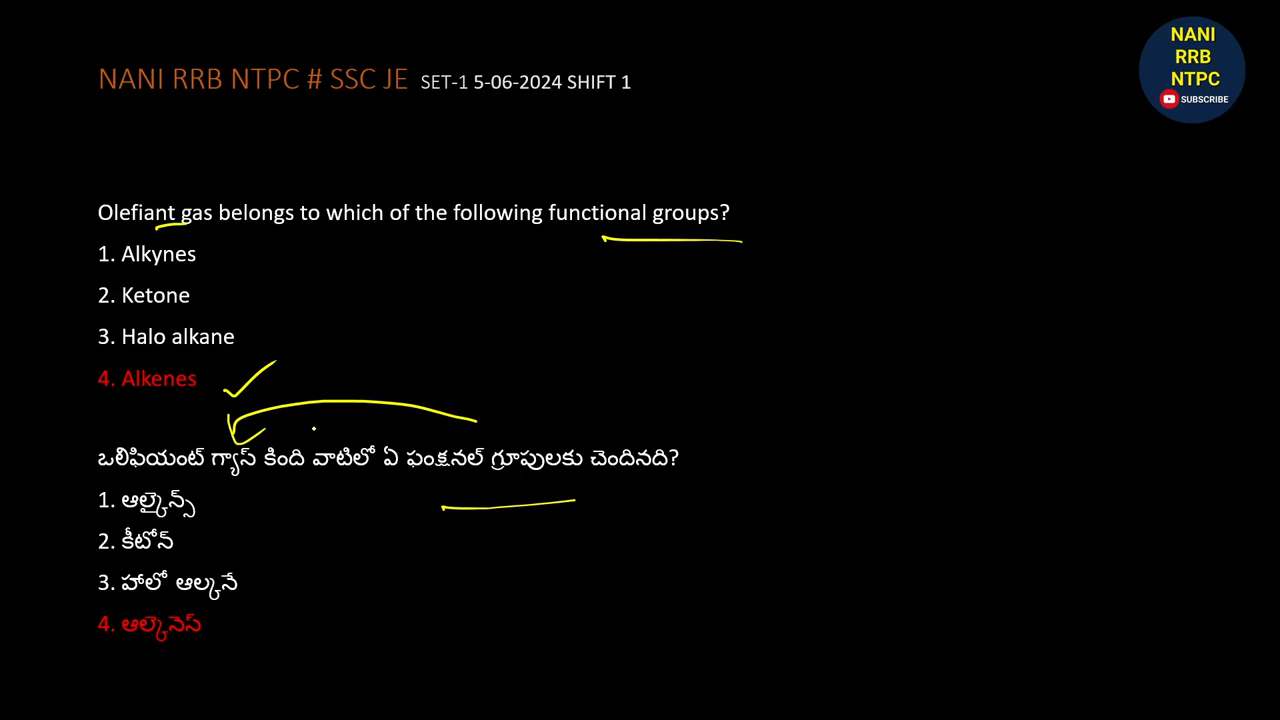 NANI RRB NTPC # SSC JE SET-1 5-06-2024 SHIFT 1
NANI
RRB
NTPC
SUBSCRIBE
Olefiant gas belongs to which of the following functional groups?
1. Alkynes
2. Ketone
3. Halo alkane
4. Alkenes
ఒలిఫియంట్ గ్యాస్ కింది వాటిలో ఏ ఫంక్షనల్ గ్రూపులకు చెందినది?
1. ఆల్కైన్స్
2. కీటోన్
3. హాలో ఆల్కనే
4. ఆల్కెనెస్